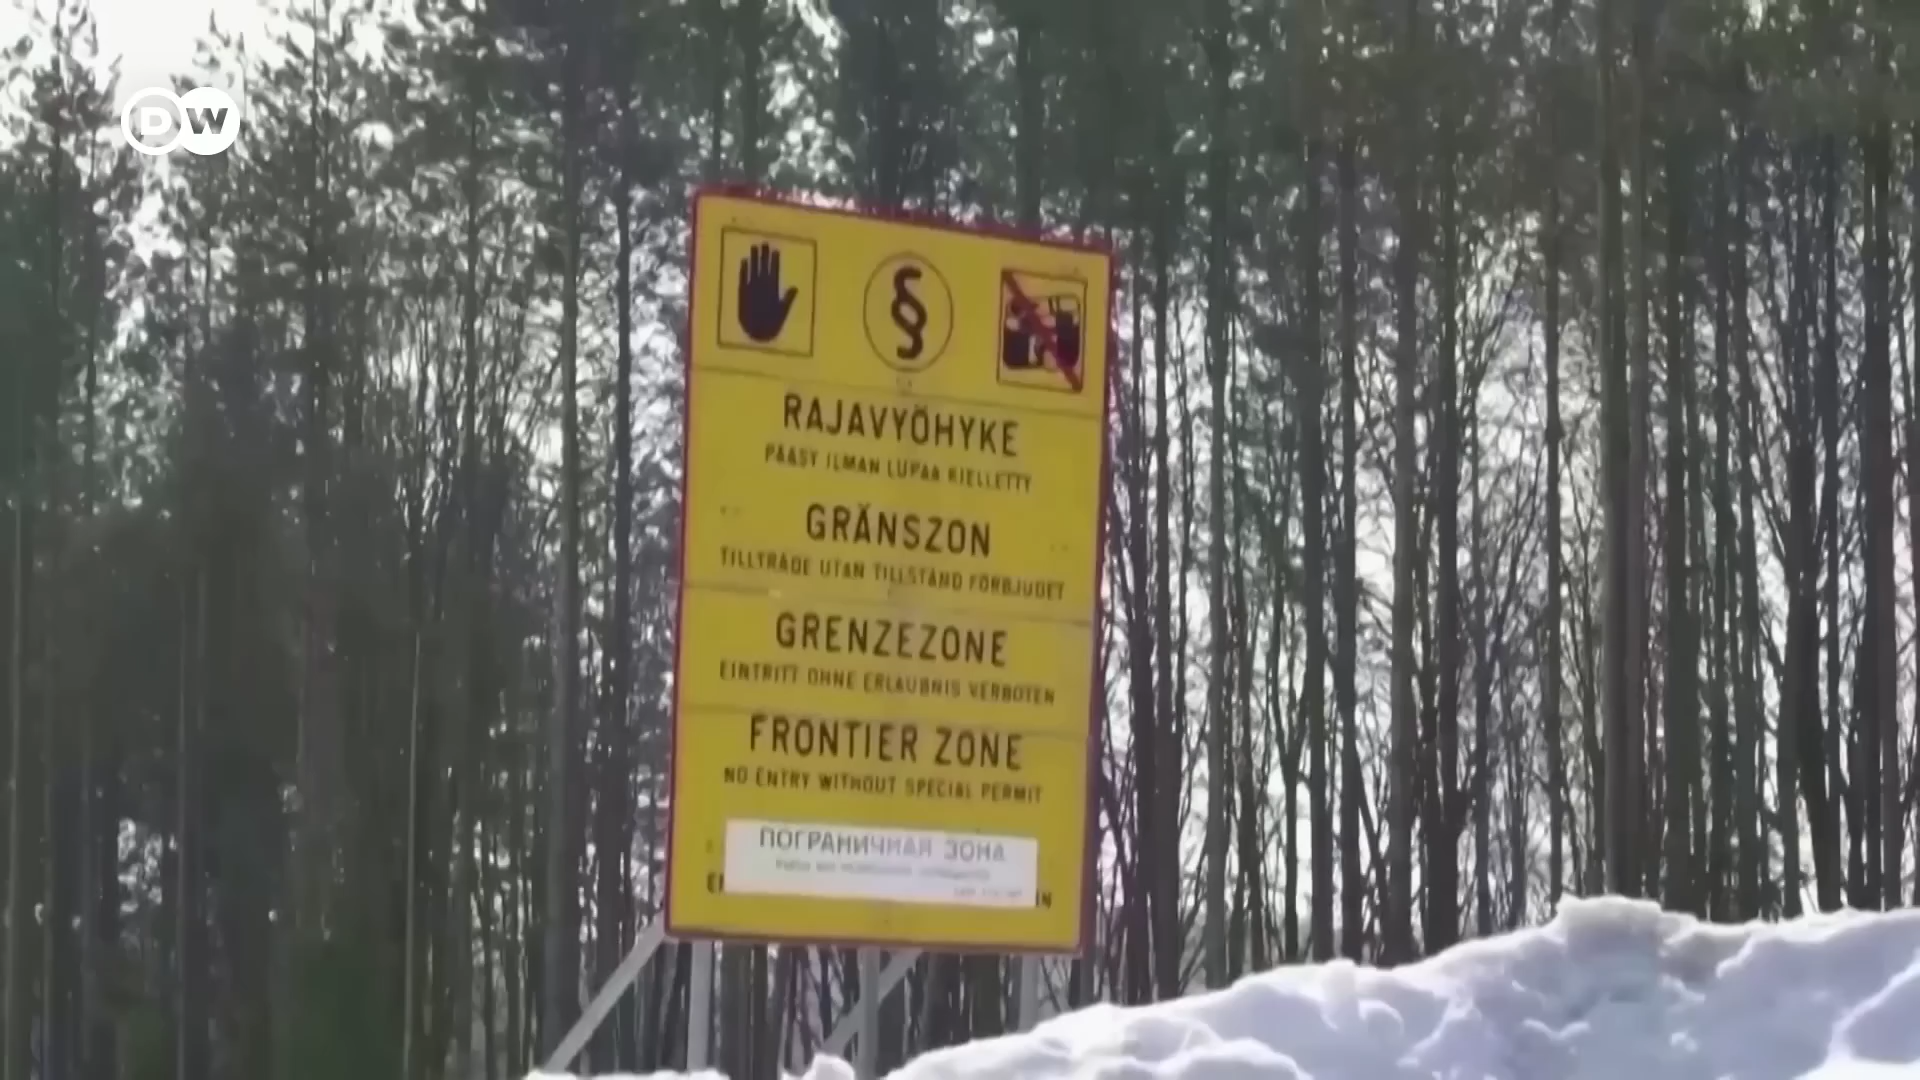 DW
§
RAJAVYÖHYKE
PÄÄSY ILMAN LUPAA KIELLETTY
GRÄNSZON
TILLTRÄDE UTAN TILLSTÅND FÖRBJUDET
GRENZEZONE
EINTRITT OHNE ERLAUBNIS VERBOTEN
FRONTIER ZONE
NO ENTRY WITHOUT SPECIAL PERMIT
ПОГРАНИЧНАЯ ЗОНА